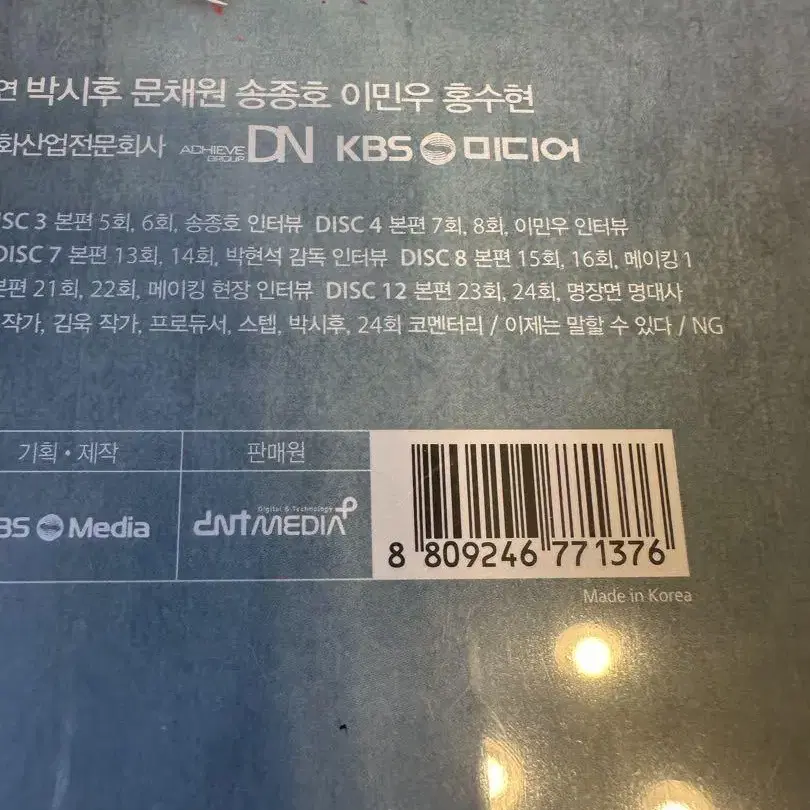 연 박시후 문채원 송종호 이민우 홍수현
화산업전문회사 ACHIEVE GROUP DN KBS 미디어
DISC 3 본편 5회, 6회, 송종호 인터뷰 DISC 4 본편 7회, 8회, 이민우 인터뷰
DISC 7 본편 13회, 14회, 박현석 감독 인터뷰 DISC 8 본편 15회, 16회, 메이킹 1
본편 21회, 22회, 메이킹 현장 인터뷰 DISC 12 본편 23회, 24회, 명장면 명대사
작가, 김욱 작가, 프로듀서, 스텝, 박시후, 24회 코멘터리 / 이제는 말할 수 있다 / NG
기획 • 제작 판매원
KBS Media Digital & Technology dnt MEDIA
8 809246 771376
Made in Korea